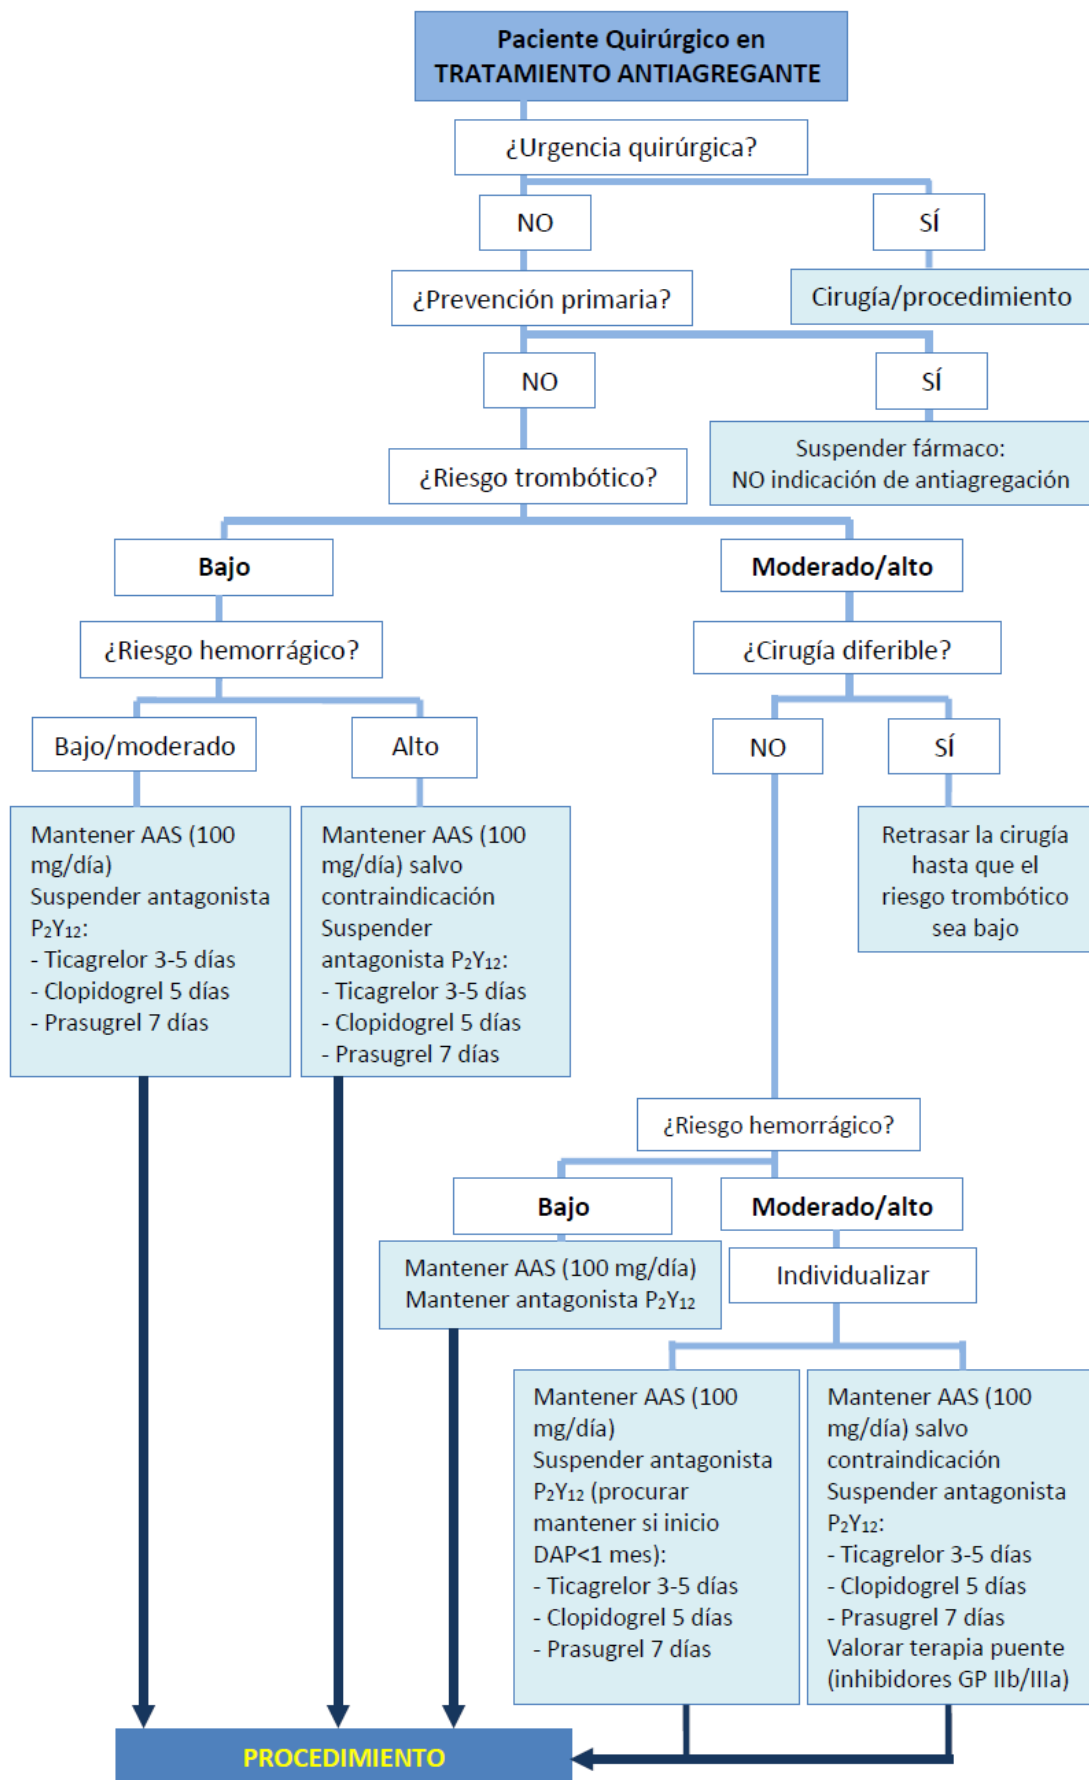 Paciente Quirúrgico en
TRATAMIENTO ANTIAGREGANTE
¿Urgencia quirúrgica?
NO
SÍ
¿Prevención primaria?
Cirugía/procedimiento
NO
SÍ
¿Riesgo trombótico?
Suspender fármaco:
NO indicación de antiagregación
Bajo
Moderado/alto
¿Riesgo hemorrágico?
¿Cirugía diferible?
Bajo/moderado
Alto
NO
SÍ
Mantener AAS (100
mg/día)
Suspender antagonista
P₂Y₁₂:
- Ticagrelor 3-5 días
- Clopidogrel 5 días
- Prasugrel 7 días
Mantener AAS (100
mg/día) salvo
contraindicación
Suspender
antagonista P₂Y₁₂:
- Ticagrelor 3-5 días
- Clopidogrel 5 días
- Prasugrel 7 días
Retrasar la cirugía
hasta que el
riesgo trombótico
sea bajo
¿Riesgo hemorrágico?
Bajo
Moderado/alto
Mantener AAS (100 mg/día)
Mantener antagonista P₂Y₁₂
Individualizar
Mantener AAS (100
mg/día)
Suspender antagonista
P₂Y₁₂ (procurar
mantener si inicio
DAP<1 mes):
- Ticagrelor 3-5 días
- Clopidogrel 5 días
- Prasugrel 7 días
Mantener AAS (100
mg/día) salvo
contraindicación
Suspender antagonista
P₂Y₁₂:
- Ticagrelor 3-5 días
- Clopidogrel 5 días
- Prasugrel 7 días
Valorar terapia puente
(inhibidores GP IIb/IIIa)
PROCEDIMIENTO